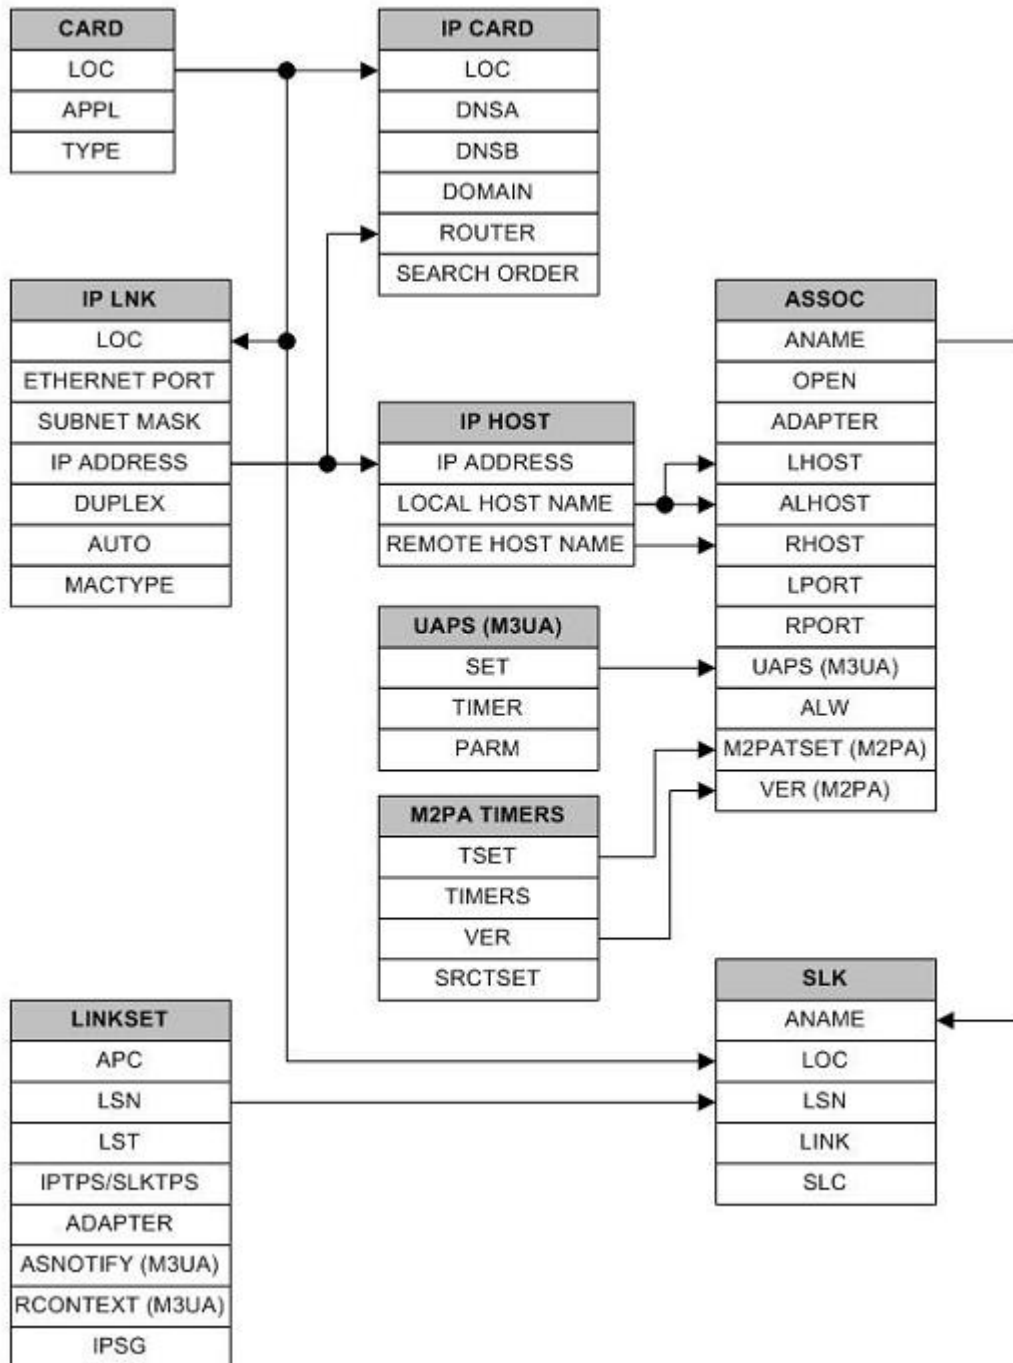 CARD
LOC
APPL
TYPE
IP CARD
LOC
DNSA
DNSB
DOMAIN
ROUTER
SEARCH ORDER
IP LNK
LOC
ETHERNET PORT
SUBNET MASK
IP ADDRESS
DUPLEX
AUTO
MACTYPE
IP HOST
IP ADDRESS
LOCAL HOST NAME
REMOTE HOST NAME
ASSOC
ANAME
OPEN
ADAPTER
LHOST
ALHOST
RHOST
LPORT
RPORT
UAPS (M3UA)
ALW
M2PATSET (M2PA)
VER (M2PA)
UAPS (M3UA)
SET
TIMER
PARM
M2PA TIMERS
TSET
TIMERS
VER
SRCTSET
LINKSET
APC
LSN
LST
IPTPS/SLKTPS
ADAPTER
ASNOTIFY (M3UA)
RCONTEXT (M3UA)
IPSG
SLK
ANAME
LOC
LSN
LINK
SLC